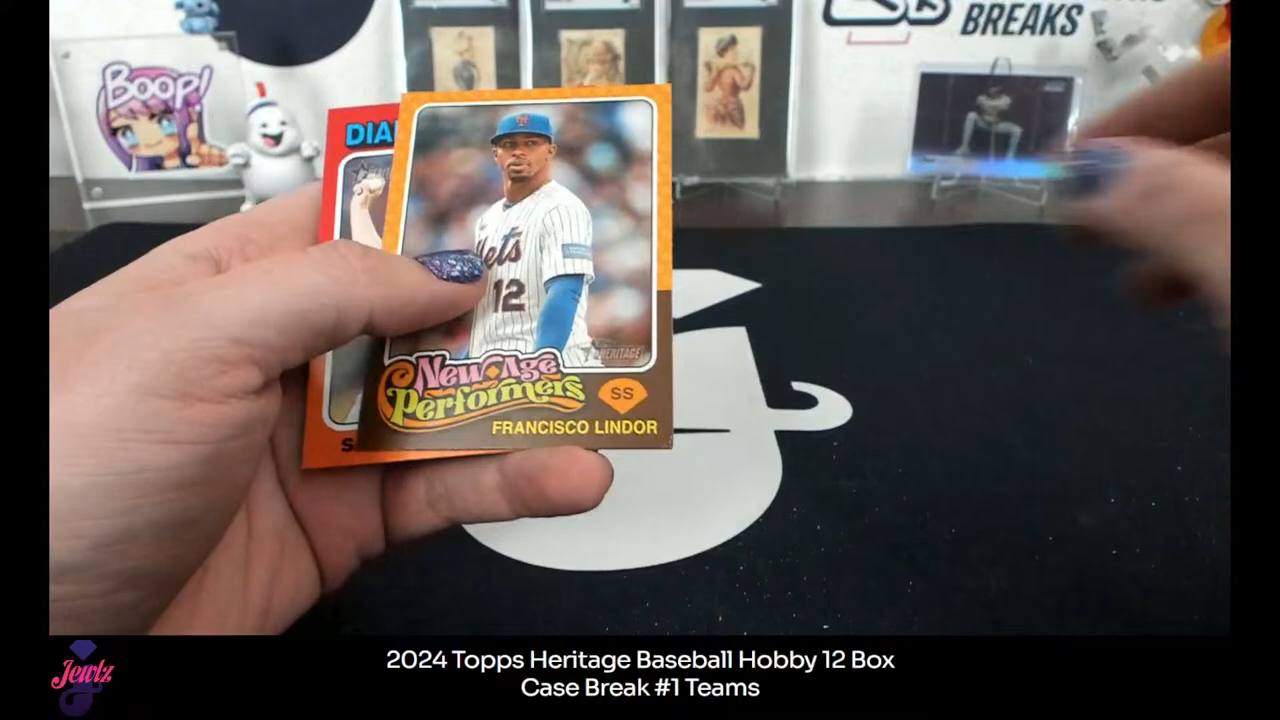 BOOP!
BREAKS
DIA
Mets
12
HERITAGE
New Age
Performers
SS
FRANCISCO LINDOR
S
Jewlz
2024 Topps Heritage Baseball Hobby 12 Box
Case Break #1 Teams